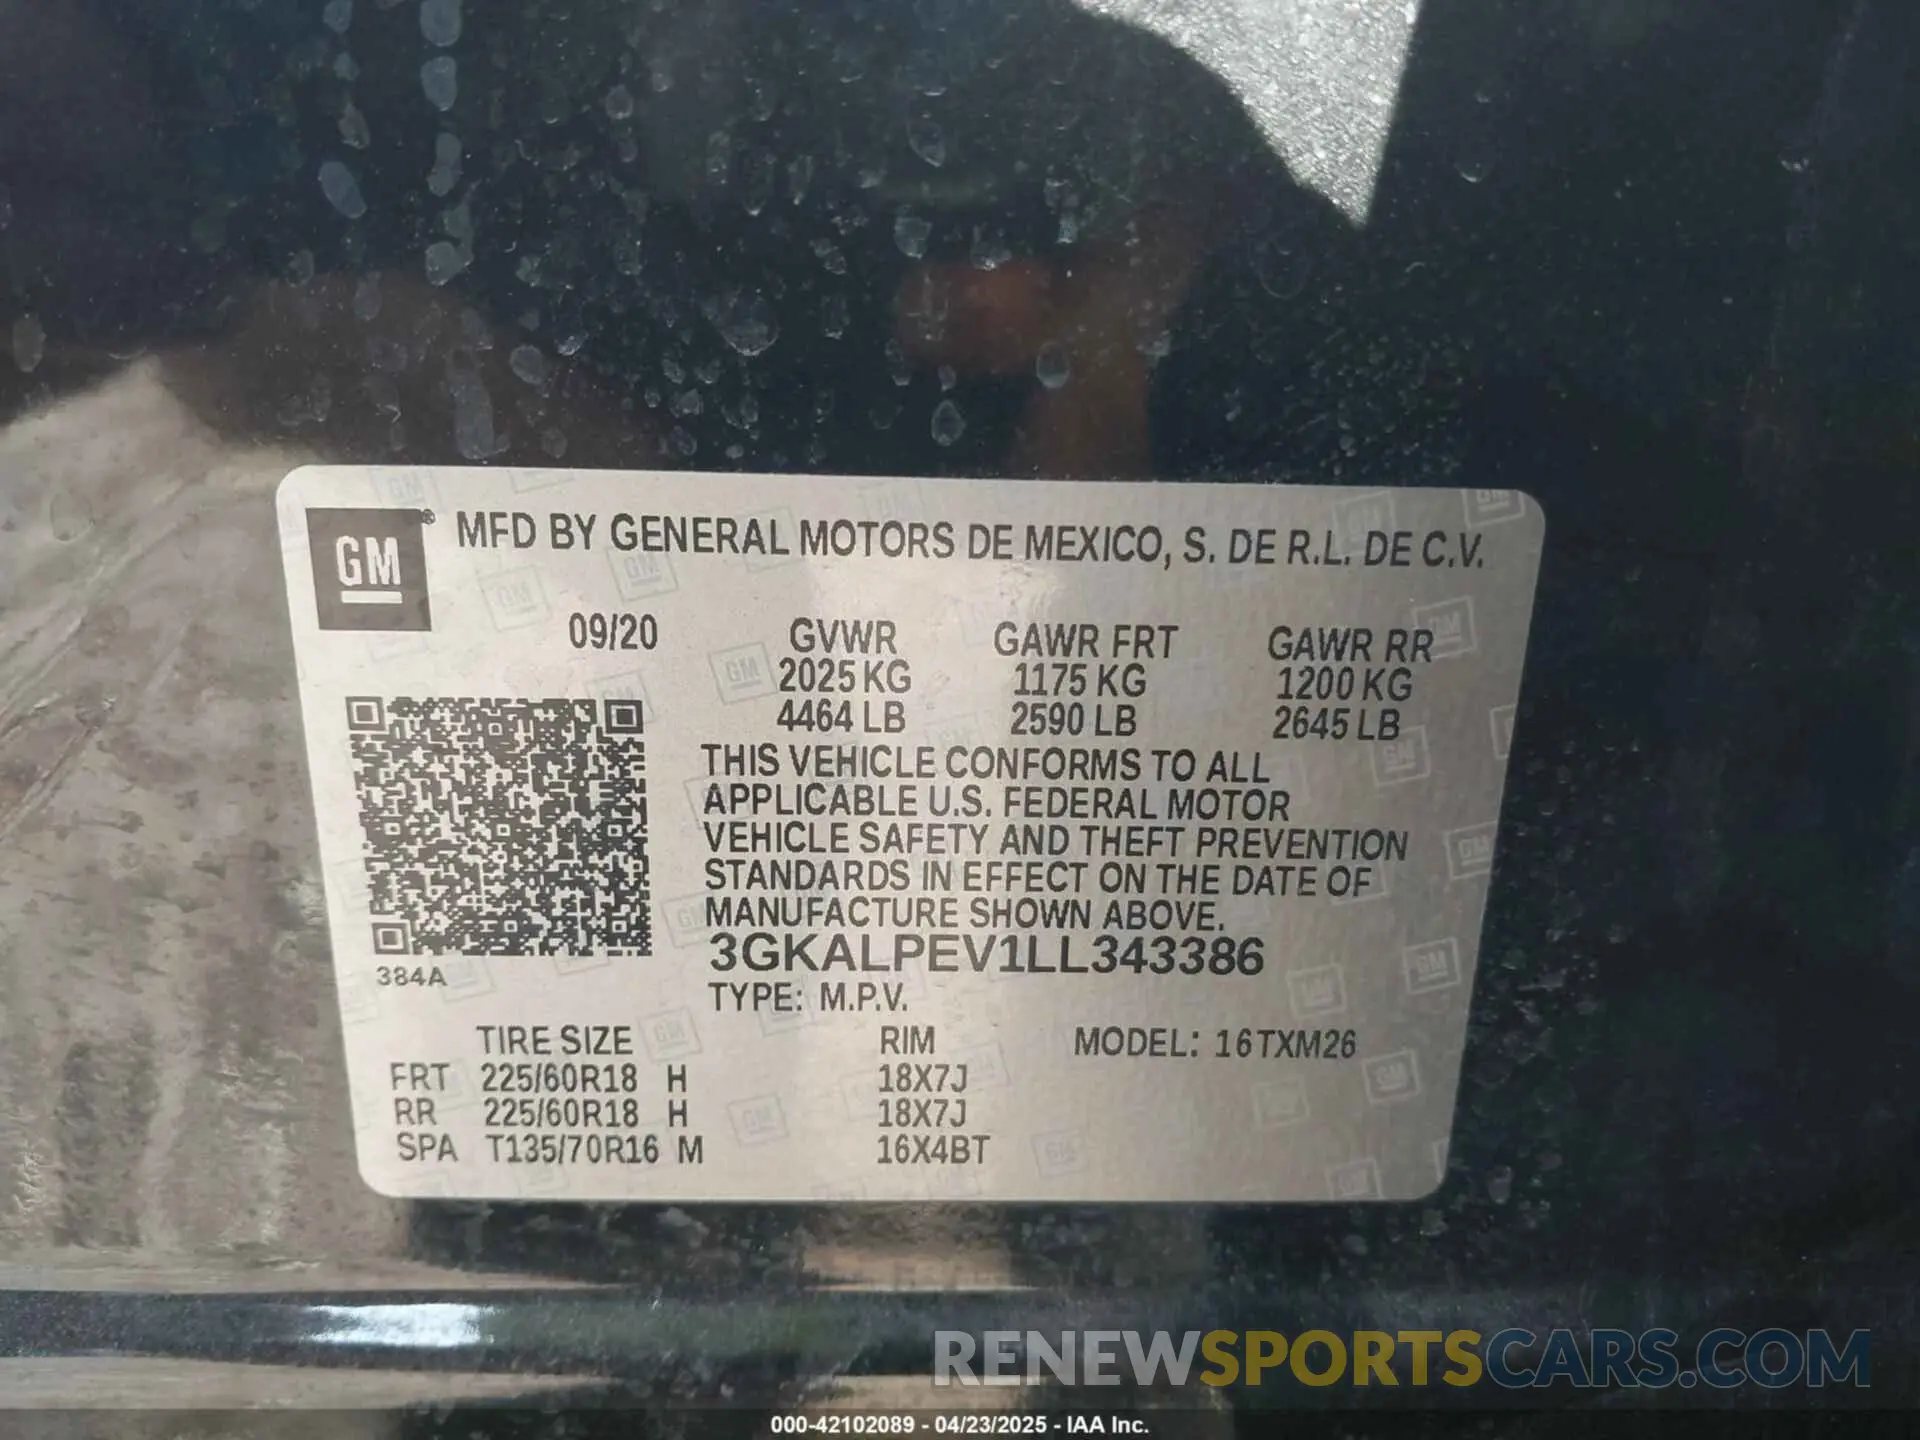 GM® MFD BY GENERAL MOTORS DE MEXICO, S. DE R.L. DE C.V.
09/20 GVWR GAWR FRT GAWR RR
2025 KG 1175 KG 1200 KG
4464 LB 2590 LB 2645 LB
THIS VEHICLE CONFORMS TO ALL
APPLICABLE U.S. FEDERAL MOTOR
VEHICLE SAFETY AND THEFT PREVENTION
STANDARDS IN EFFECT ON THE DATE OF
MANUFACTURE SHOWN ABOVE.
3GKALPEV1LL343386
384A
TYPE: M.P.V.
TIRE SIZE RIM MODEL: 16TXM26
FRT 225/60R18 H 18X7J
RR 225/60R18 H 18X7J
SPA T135/70R16 M 16X4BT
RENEWSPORTSCARS.COM
000-42102089 - 04/23/2025 - IAA Inc.